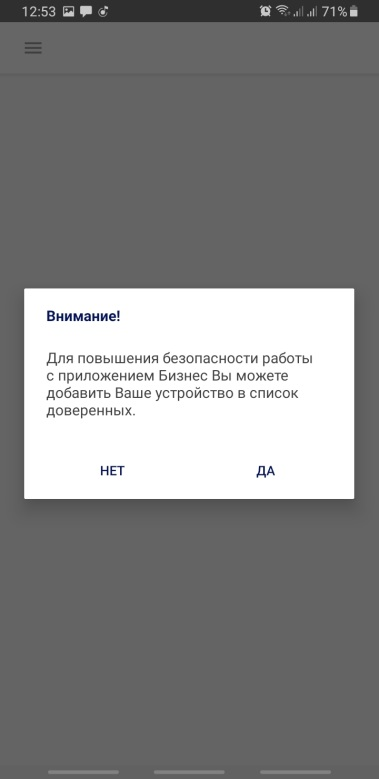 12:53 71%
Внимание!
Для повышения безопасности работы
с приложением Бизнес Вы можете
добавить Ваше устройство в список
доверенных.
НЕТ ДА